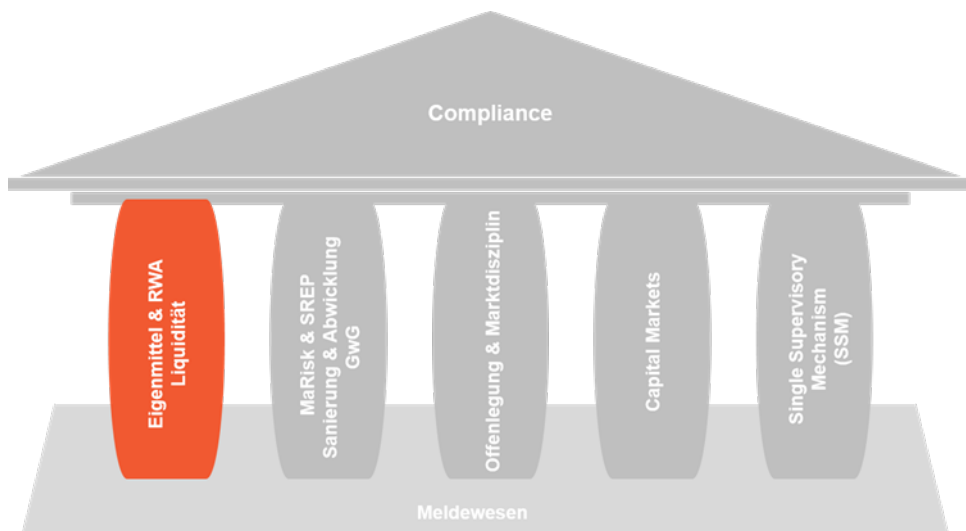 Compliance
Eigenmittel & RWA
Liquidität
MaRisk & SREP
Sanierung & Abwicklung
GwG
Offenlegung & Marktdisziplin
Capital Markets
Single Supervisory
Mechanism
(SSM)
Meldewesen